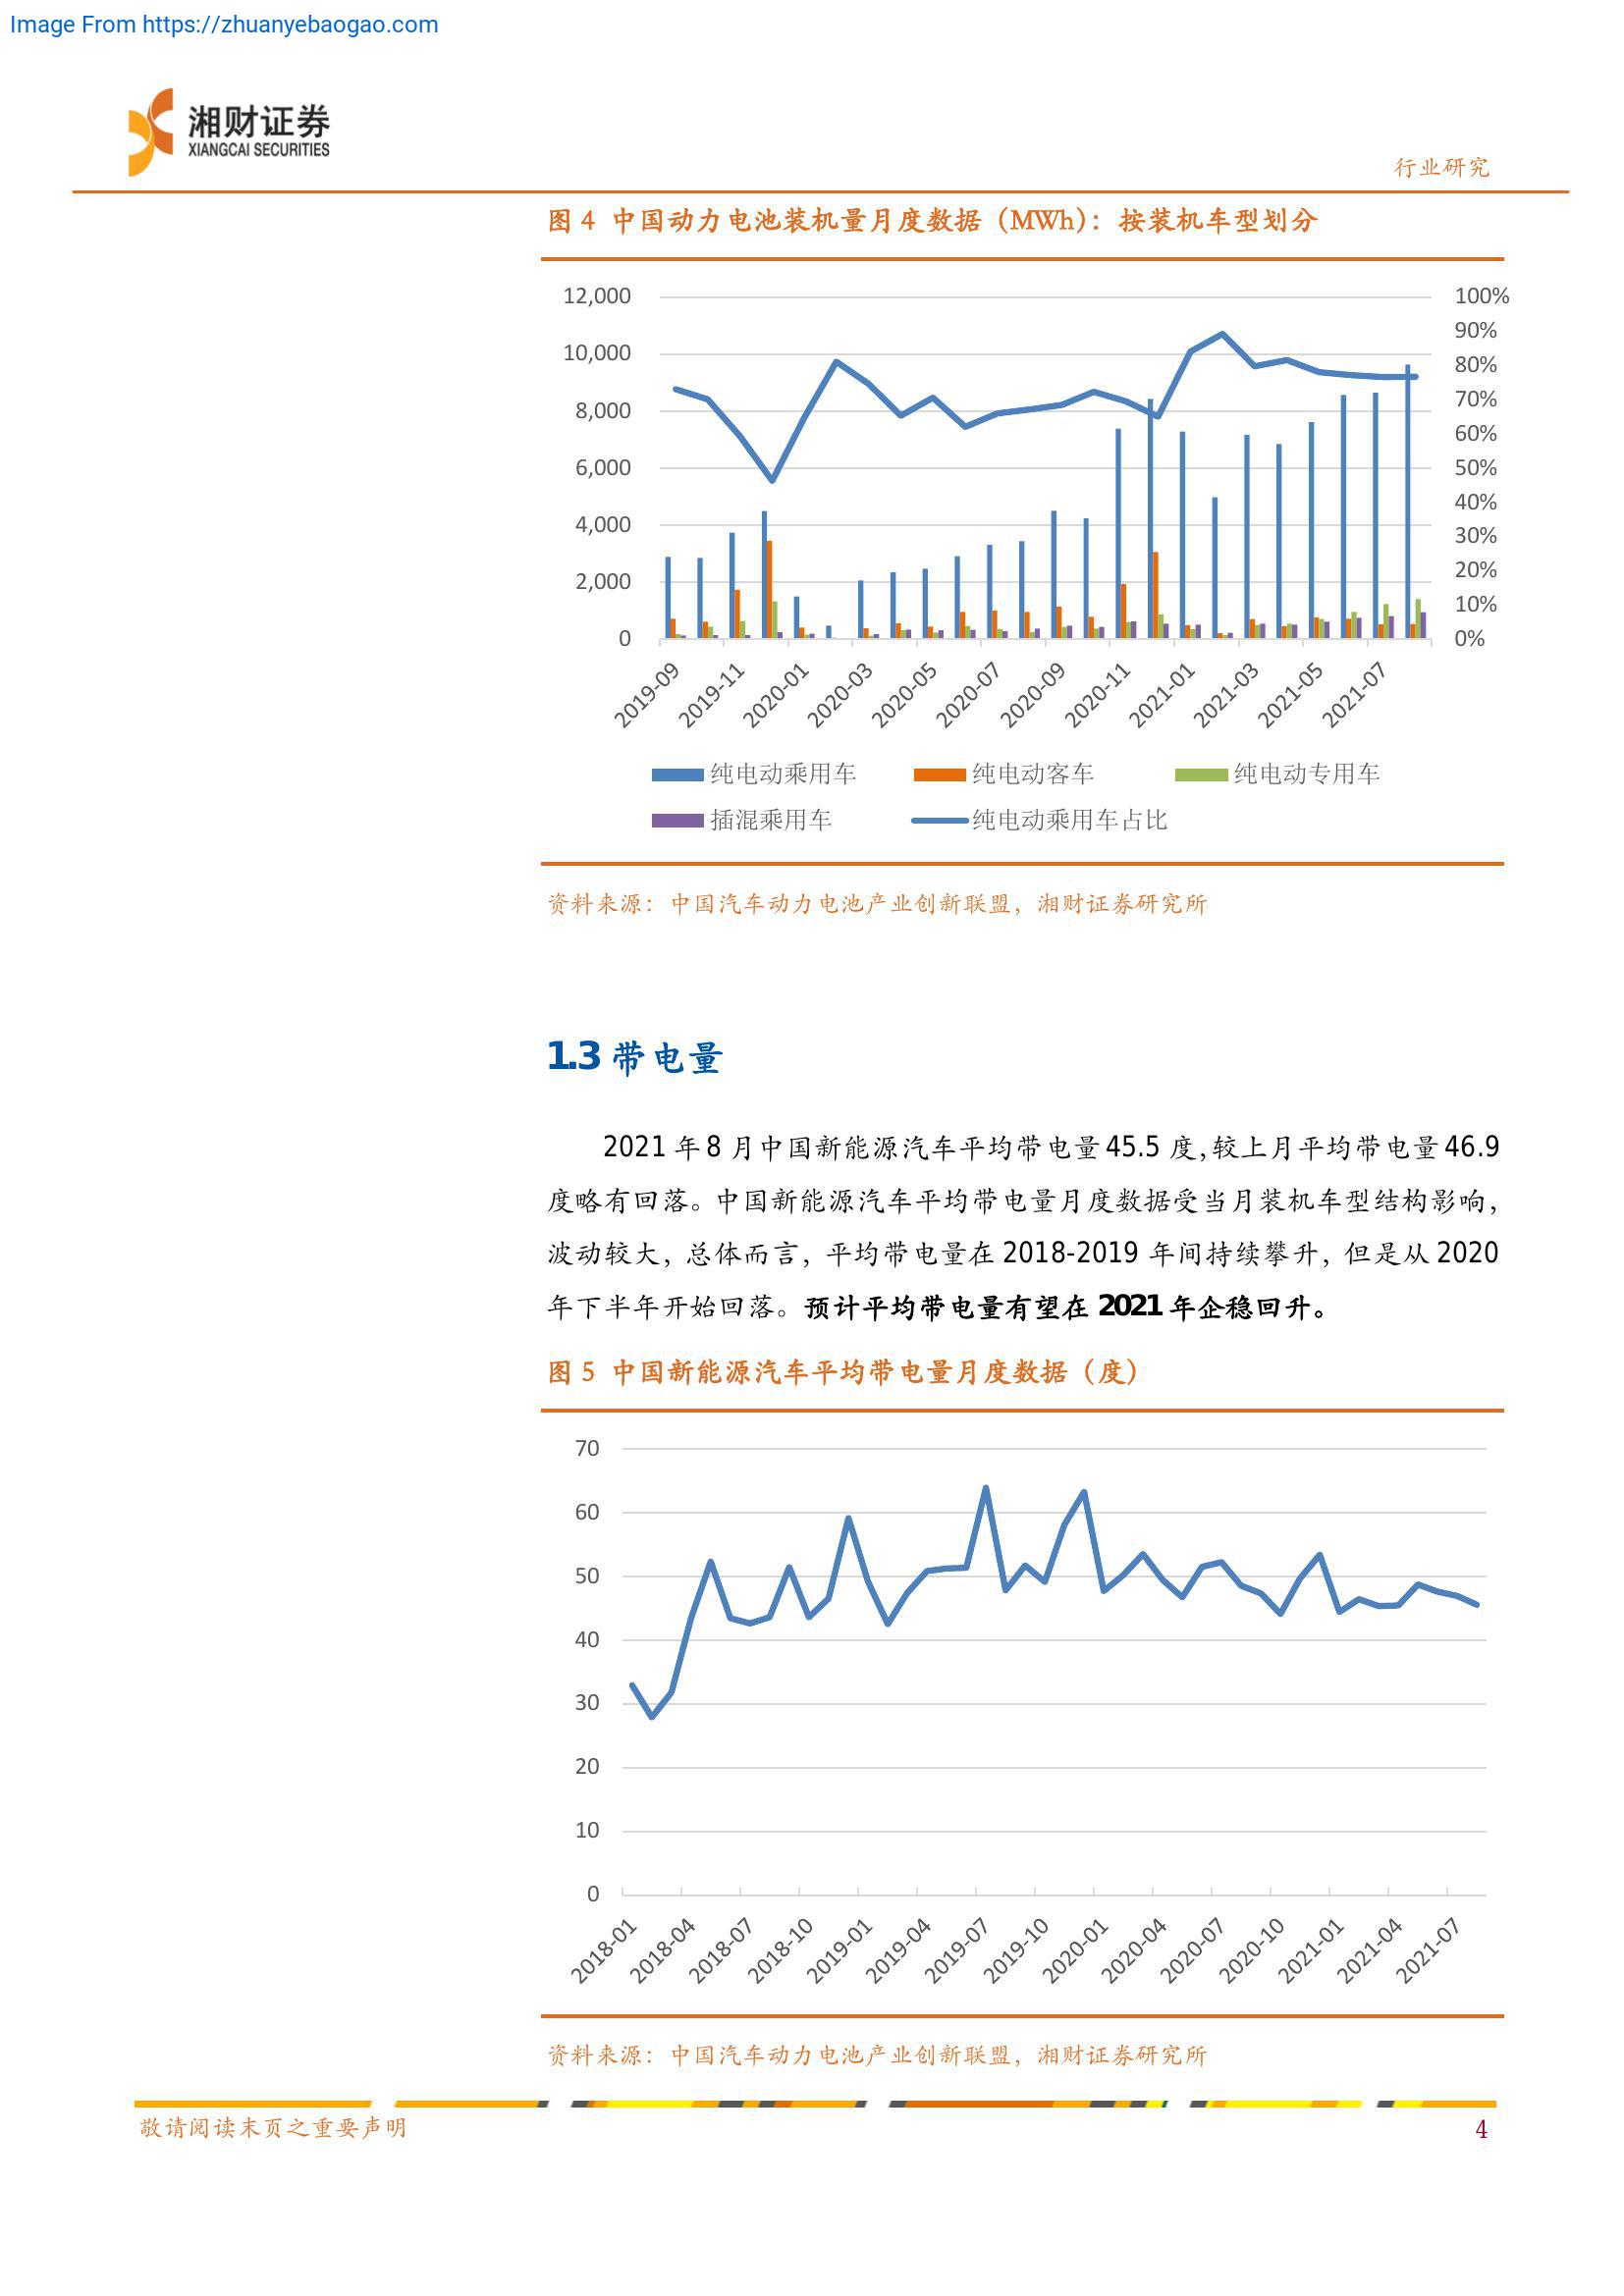 Image From https://zhuanyebaogao.com
湘财证券
XIANGCAI SECURITIES
行业研究
图 4 中国动力电池装机量月度数据（MWh）：按装机车型划分
12,000
10,000
8,000
6,000
4,000
2,000
0
100%
90%
80%
70%
60%
50%
40%
30%
20%
10%
0%
2019-09 2019-11 2020-01 2020-03 2020-05 2020-07 2020-09 2020-11 2021-01 2021-03 2021-05 2021-07
纯电动乘用车 纯电动客车 纯电动专用车
插混乘用车 纯电动乘用车占比
资料来源：中国汽车动力电池产业创新联盟，湘财证券研究所
1.3 带电量
2021 年 8 月中国新能源汽车平均带电量 45.5 度，较上月平均带电量 46.9
度略有回落。中国新能源汽车平均带电量月度数据受当月装机车型结构影响，
波动较大，总体而言，平均带电量在 2018-2019 年间持续攀升，但是从 2020
年下半年开始回落。预计平均带电量有望在 2021 年企稳回升。
图 5 中国新能源汽车平均带电量月度数据（度）
70
60
50
40
30
20
10
0
2018-01 2018-04 2018-07 2018-10 2019-01 2019-04 2019-07 2019-10 2020-01 2020-04 2020-07 2020-10 2021-01 2021-04 2021-07
资料来源：中国汽车动力电池产业创新联盟，湘财证券研究所
敬请阅读末页之重要声明
4